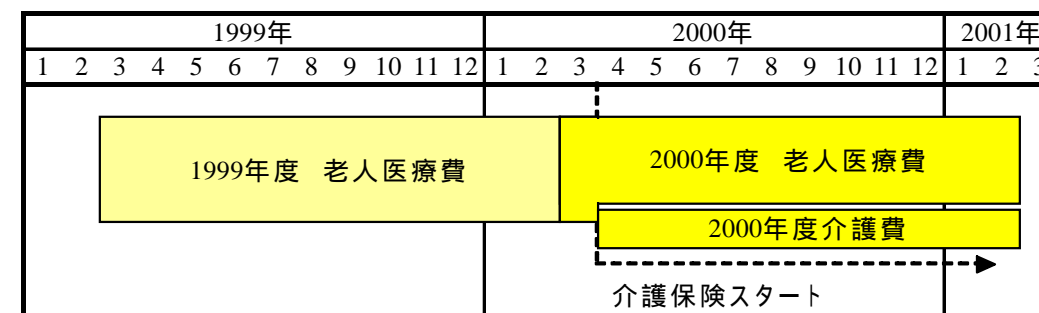 1999年 2000年 2001年
1 2 3 4 5 6 7 8 9 10 11 12 1 2 3 4 5 6 7 8 9 10 11 12 1 2 3
1999年度 老人医療費 2000年度 老人医療費
2000年度介護費
介護保険スタート